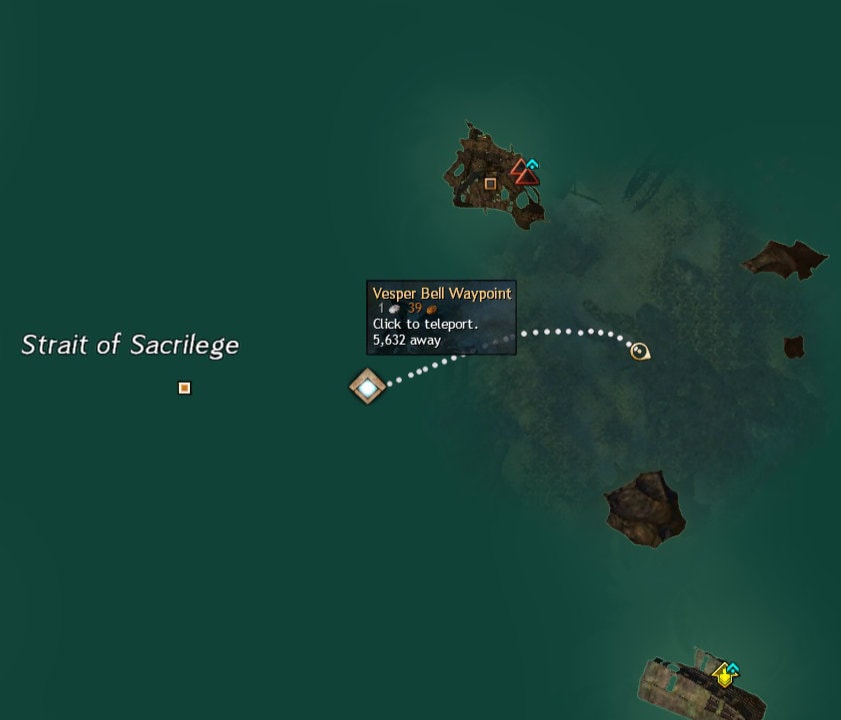 Vesper Bell Waypoint
1 39
Click to teleport.
5,632 away
Strait of Sacrilege